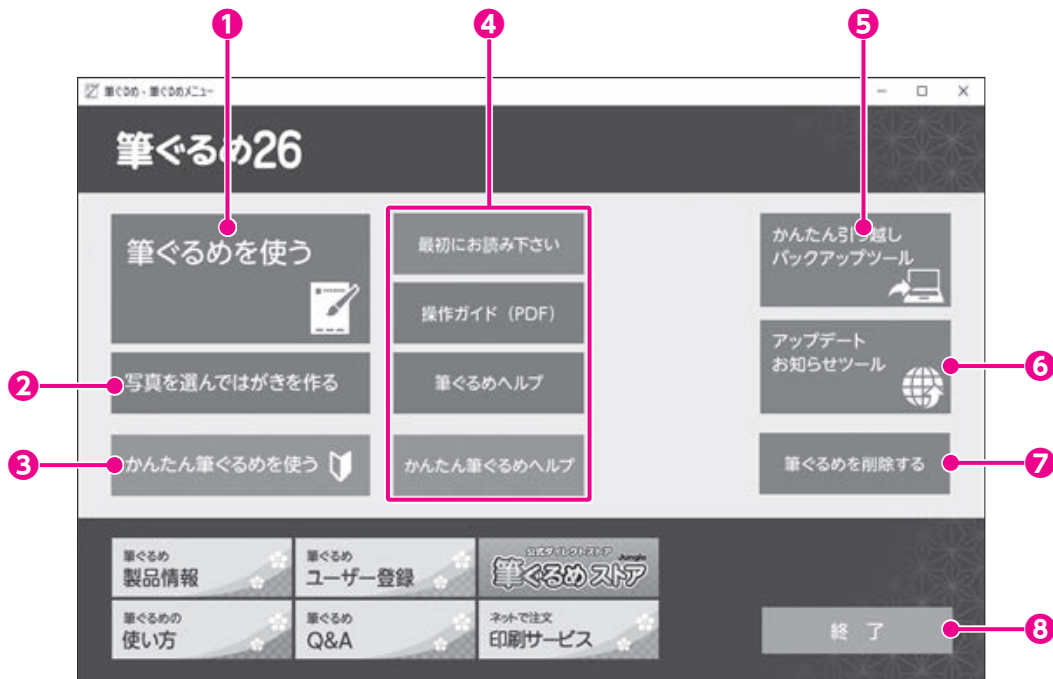 ❶
❹
❺
筆ぐるめ - 筆ぐるめメニュー
筆ぐるめ26
筆ぐるめを使う
最初にお読み下さい
かんたん引っ越し
バックアップツール
操作ガイド（PDF）
❷
写真を選んではがきを作る
筆ぐるめヘルプ
アップデート
お知らせツール
❻
❸
かんたん筆ぐるめを使う
かんたん筆ぐるめヘルプ
筆ぐるめを削除する
❼
筆ぐるめ
製品情報
筆ぐるめ
ユーザー登録
公式ダイレクトストア Jungle
筆ぐるめストア
筆ぐるめの
使い方
筆ぐるめ
Q&A
ネットで注文
印刷サービス
終 了
❽